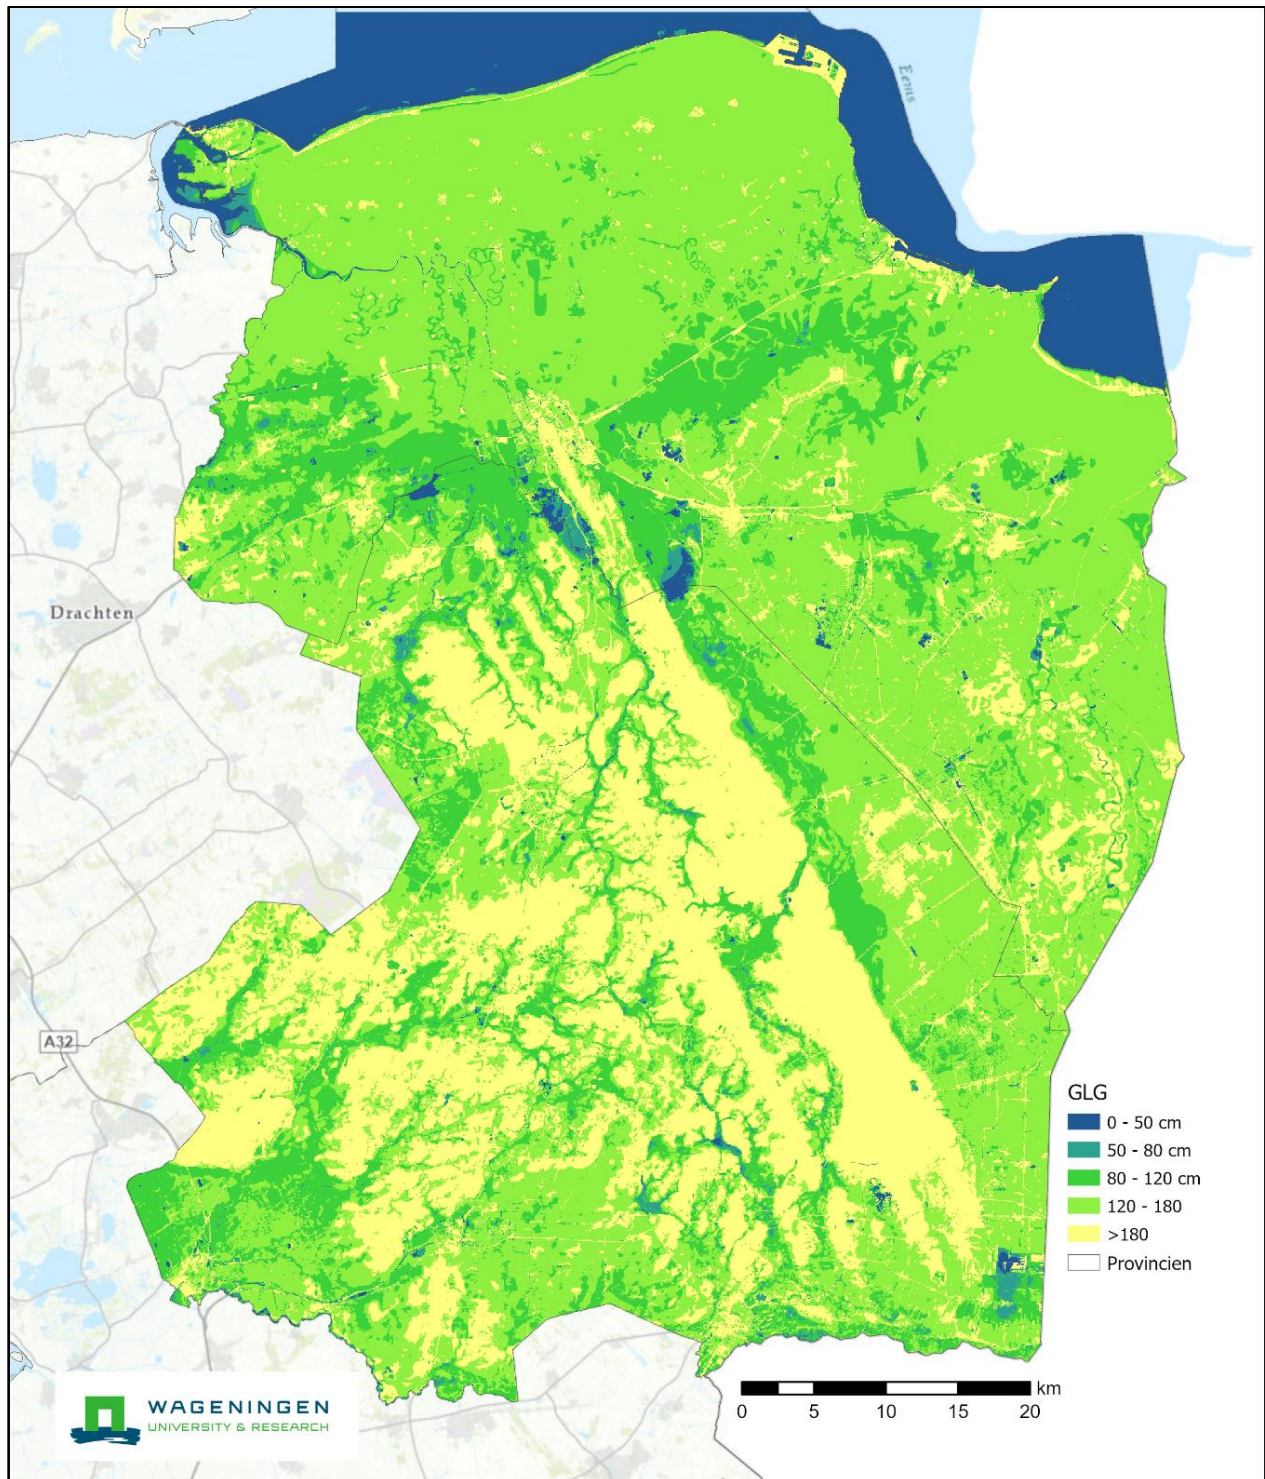 Eems
Drachten
A32
GLG
0 - 50 cm
50 - 80 cm
80 - 120 cm
120 - 180
>180
Provincien
km
0 5 10 15 20
WAGENINGEN
UNIVERSITY & RESEARCH